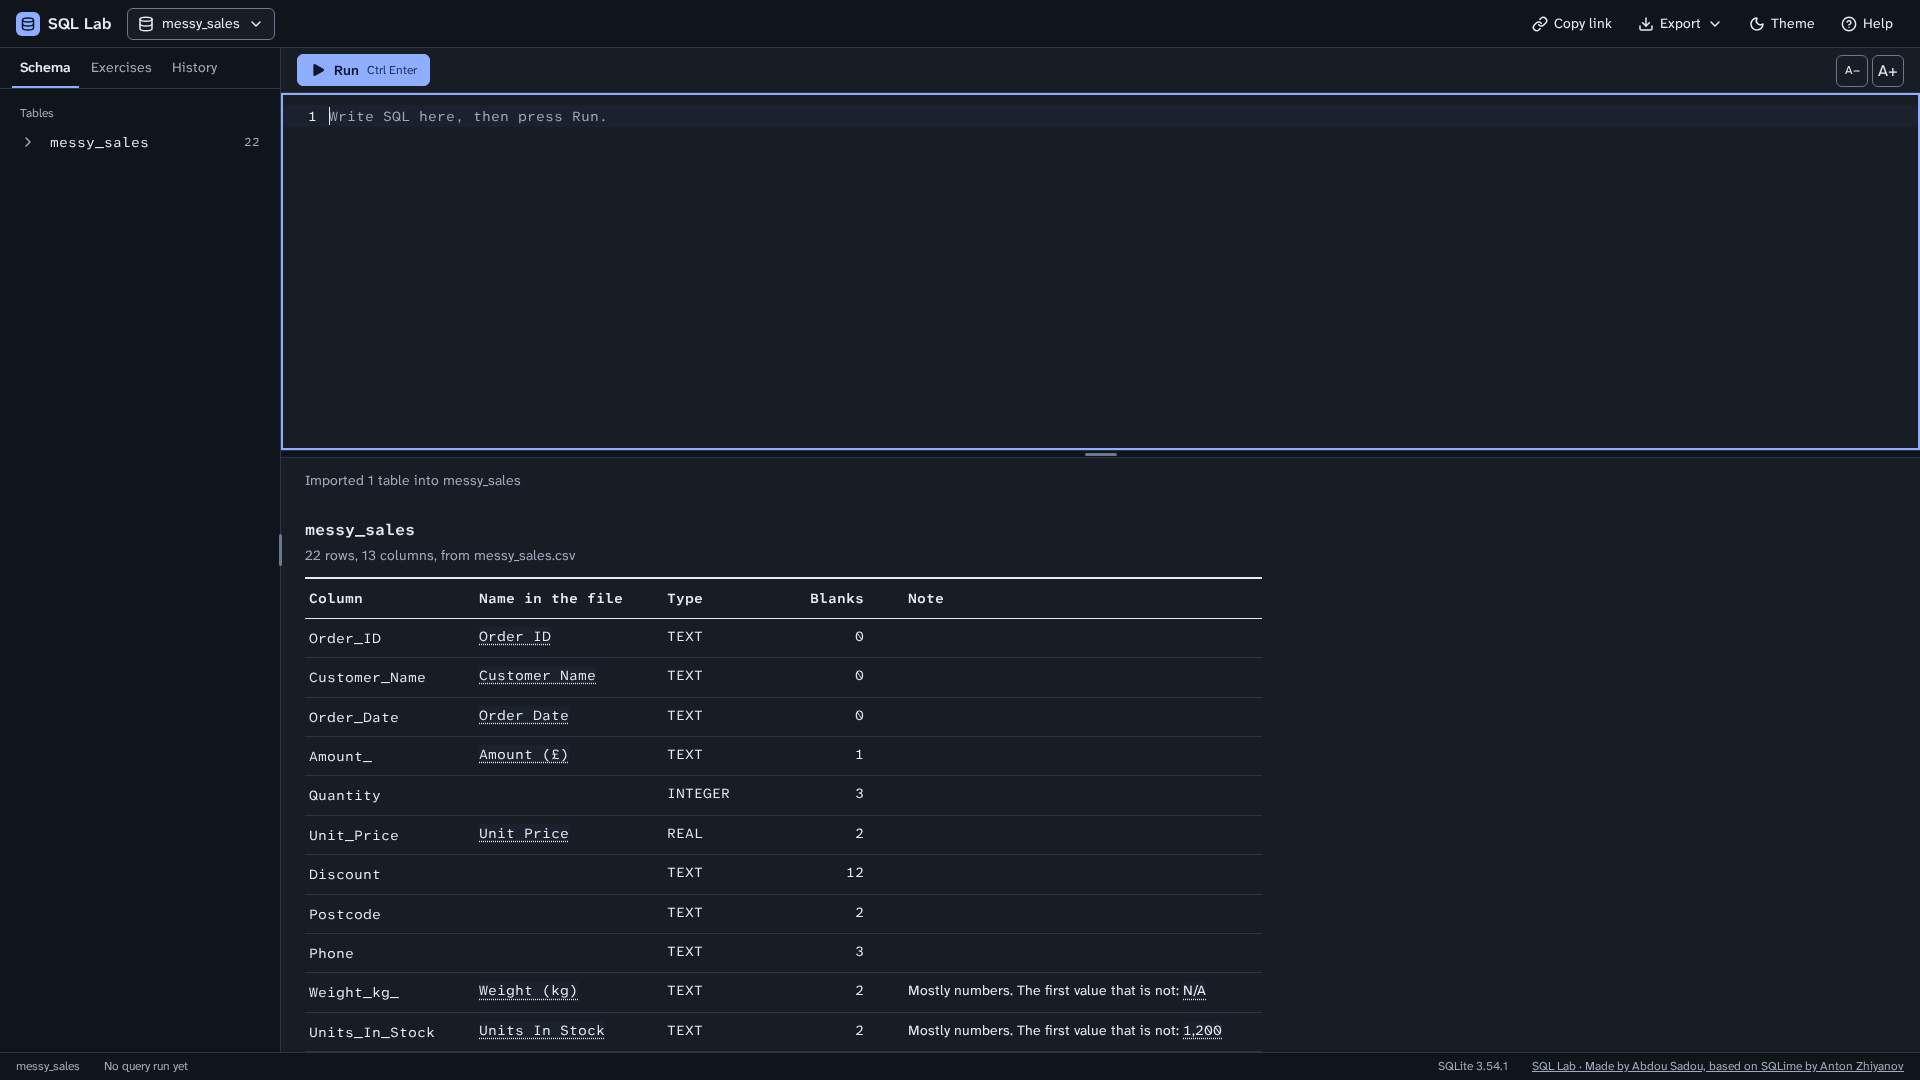 SQL Lab
messy_sales
Copy link
Export
Theme
Help
Schema Exercises History
Run Ctrl Enter
A−
A+
Tables
messy_sales 22
1 Write SQL here, then press Run.
Imported 1 table into messy_sales
messy_sales
22 rows, 13 columns, from messy_sales.csv
Column Name in the file Type Blanks Note
Order_ID Order ID TEXT 0
Customer_Name Customer Name TEXT 0
Order_Date Order Date TEXT 0
Amount_ Amount (£) TEXT 1
Quantity INTEGER 3
Unit_Price Unit Price REAL 2
Discount TEXT 12
Postcode TEXT 2
Phone TEXT 3
Weight_kg_ Weight (kg) TEXT 2 Mostly numbers. The first value that is not: N/A
Units_In_Stock Units In Stock TEXT 2 Mostly numbers. The first value that is not: 1,200
messy_sales No query run yet SQLite 3.54.1 SQL Lab · Made by Abdou Sadou, based on SQLime by Anton Zhiyanov